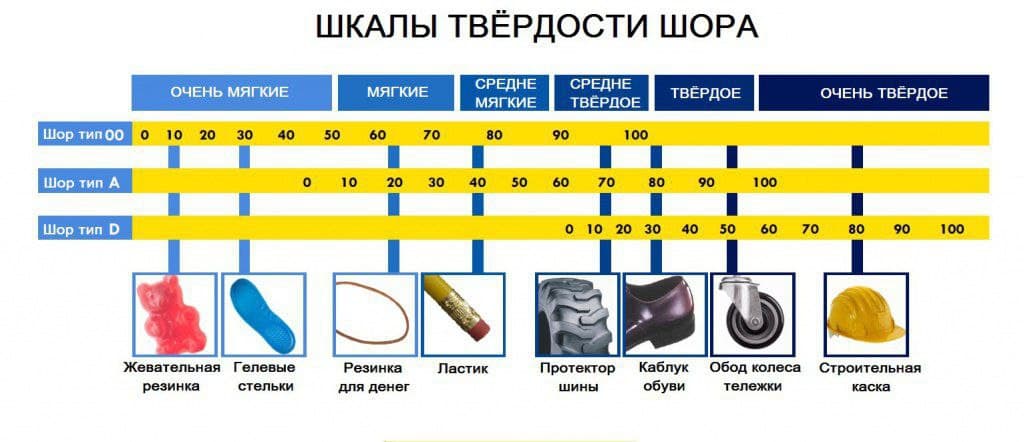 ШКАЛЫ ТВЁРДОСТИ ШОРА
ОЧЕНЬ МЯГКИЕ
МЯГКИЕ
СРЕДНЕ
МЯГКИЕ
СРЕДНЕ
ТВЁРДОЕ
ТВЁРДОЕ
ОЧЕНЬ ТВЁРДОЕ
Шор тип 00 0 10 20 30 40 50 60 70 80 90 100
Шор тип A 0 10 20 30 40 50 60 70 80 90 100
Шор тип D 0 10 20 30 40 50 60 70 80 90 100
Жевательная
резинка
Гелевые
стельки
Резинка
для денег
Ластик
Протектор
шины
Каблук
обуви
Обод колеса
тележки
Строительная
каска